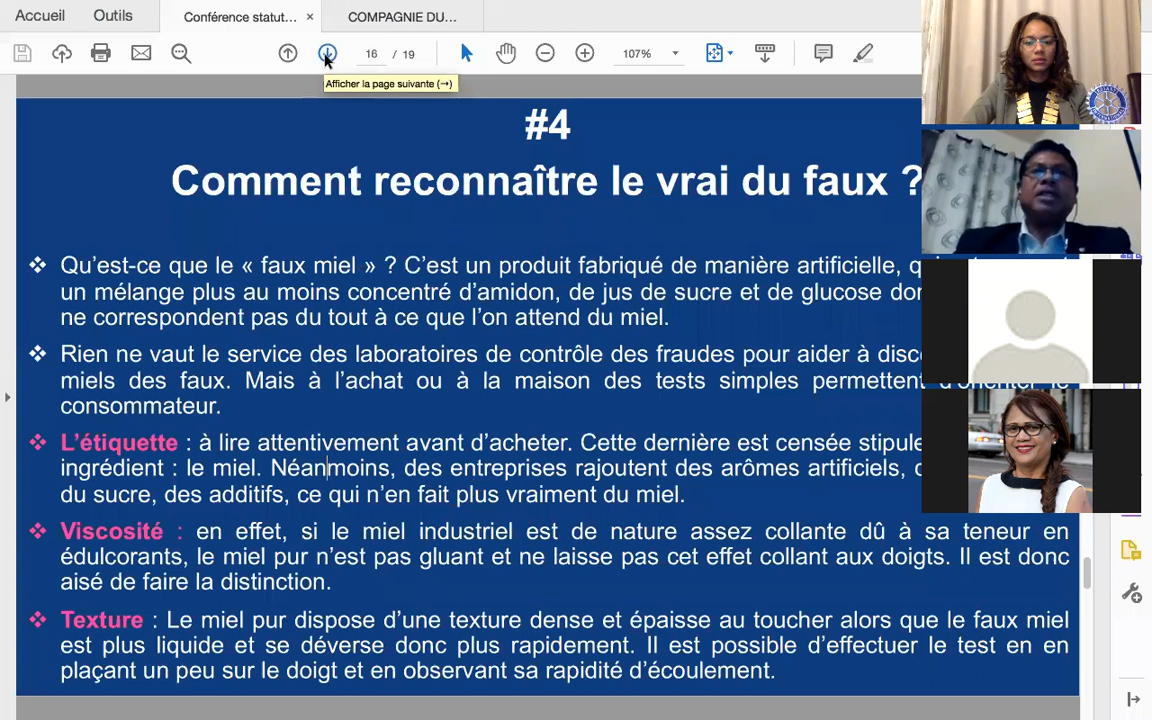 Accueil Outils Conférence statut... × COMPAGNIE DU...
16 / 19 107%
Afficher la page suivante (→)
#4
Comment reconnaître le vrai du faux ?
❖ Qu’est-ce que le « faux miel » ? C’est un produit fabriqué de manière artificielle,
un mélange plus au moins concentré d’amidon, de jus de sucre et de glucose
ne correspondent pas du tout à ce que l’on attend du miel.
❖ Rien ne vaut le service des laboratoires de contrôle des fraudes pour aider à
miels des faux. Mais à l’achat ou à la maison des tests simples permettent d’orienter le
consommateur.
❖ L’étiquette : à lire attentivement avant d’acheter. Cette dernière est censée
ingrédient : le miel. Néanmoins, des entreprises rajoutent des arômes artificiels,
du sucre, des additifs, ce qui n’en fait plus vraiment du miel.
❖ Viscosité : en effet, si le miel industriel est de nature assez collante dû à sa teneur en
édulcorants, le miel pur n’est pas gluant et ne laisse pas cet effet collant aux doigts. Il est donc
aisé de faire la distinction.
❖ Texture : Le miel pur dispose d’une texture dense et épaisse au toucher alors que le faux miel
est plus liquide et se déverse donc plus rapidement. Il est possible d’effectuer le test en en
plaçant un peu sur le doigt et en observant sa rapidité d’écoulement.